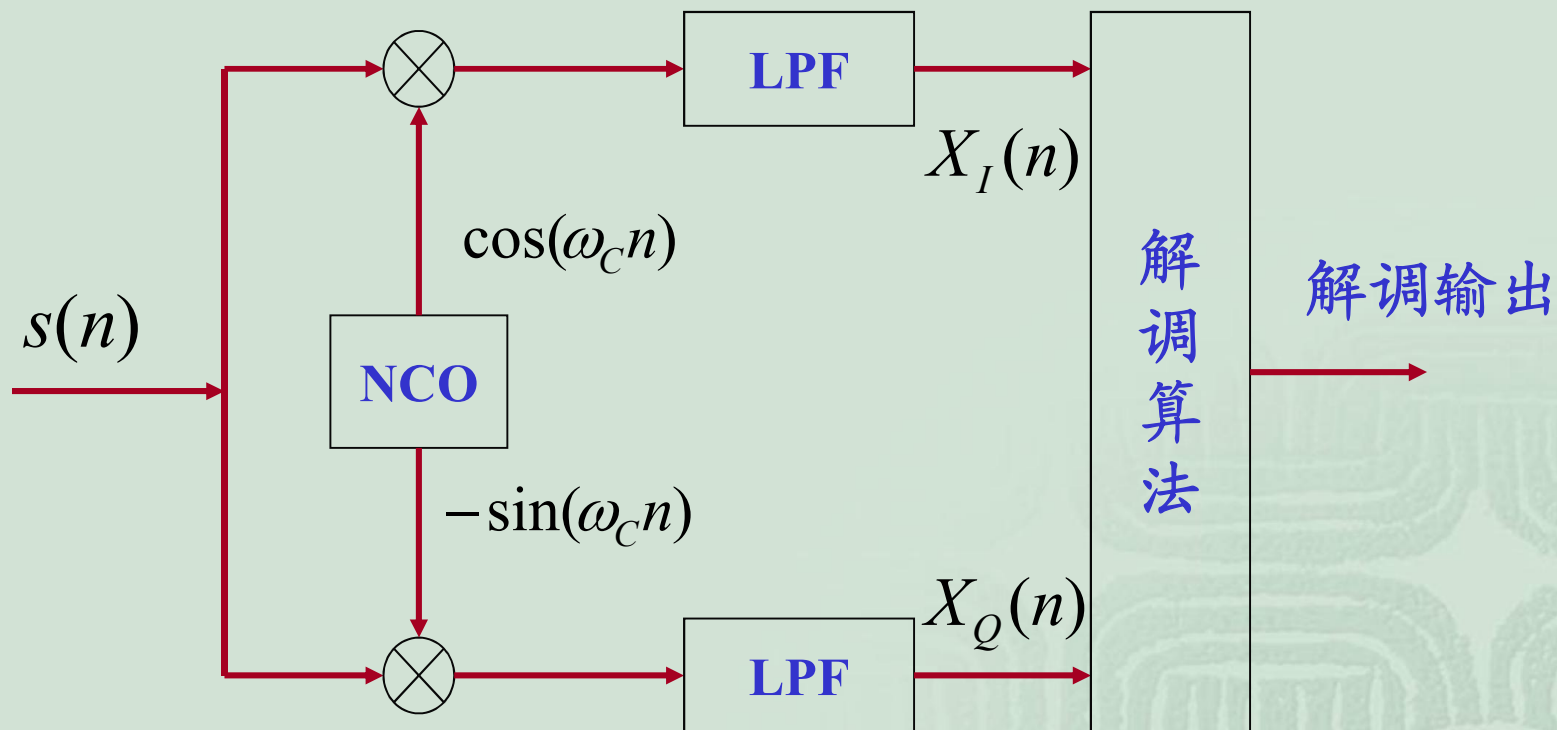 LPF
X_I(n)
cos(ω_C n)
s(n)
NCO
解调算法
解调输出
−sin(ω_C n)
X_Q(n)
LPF